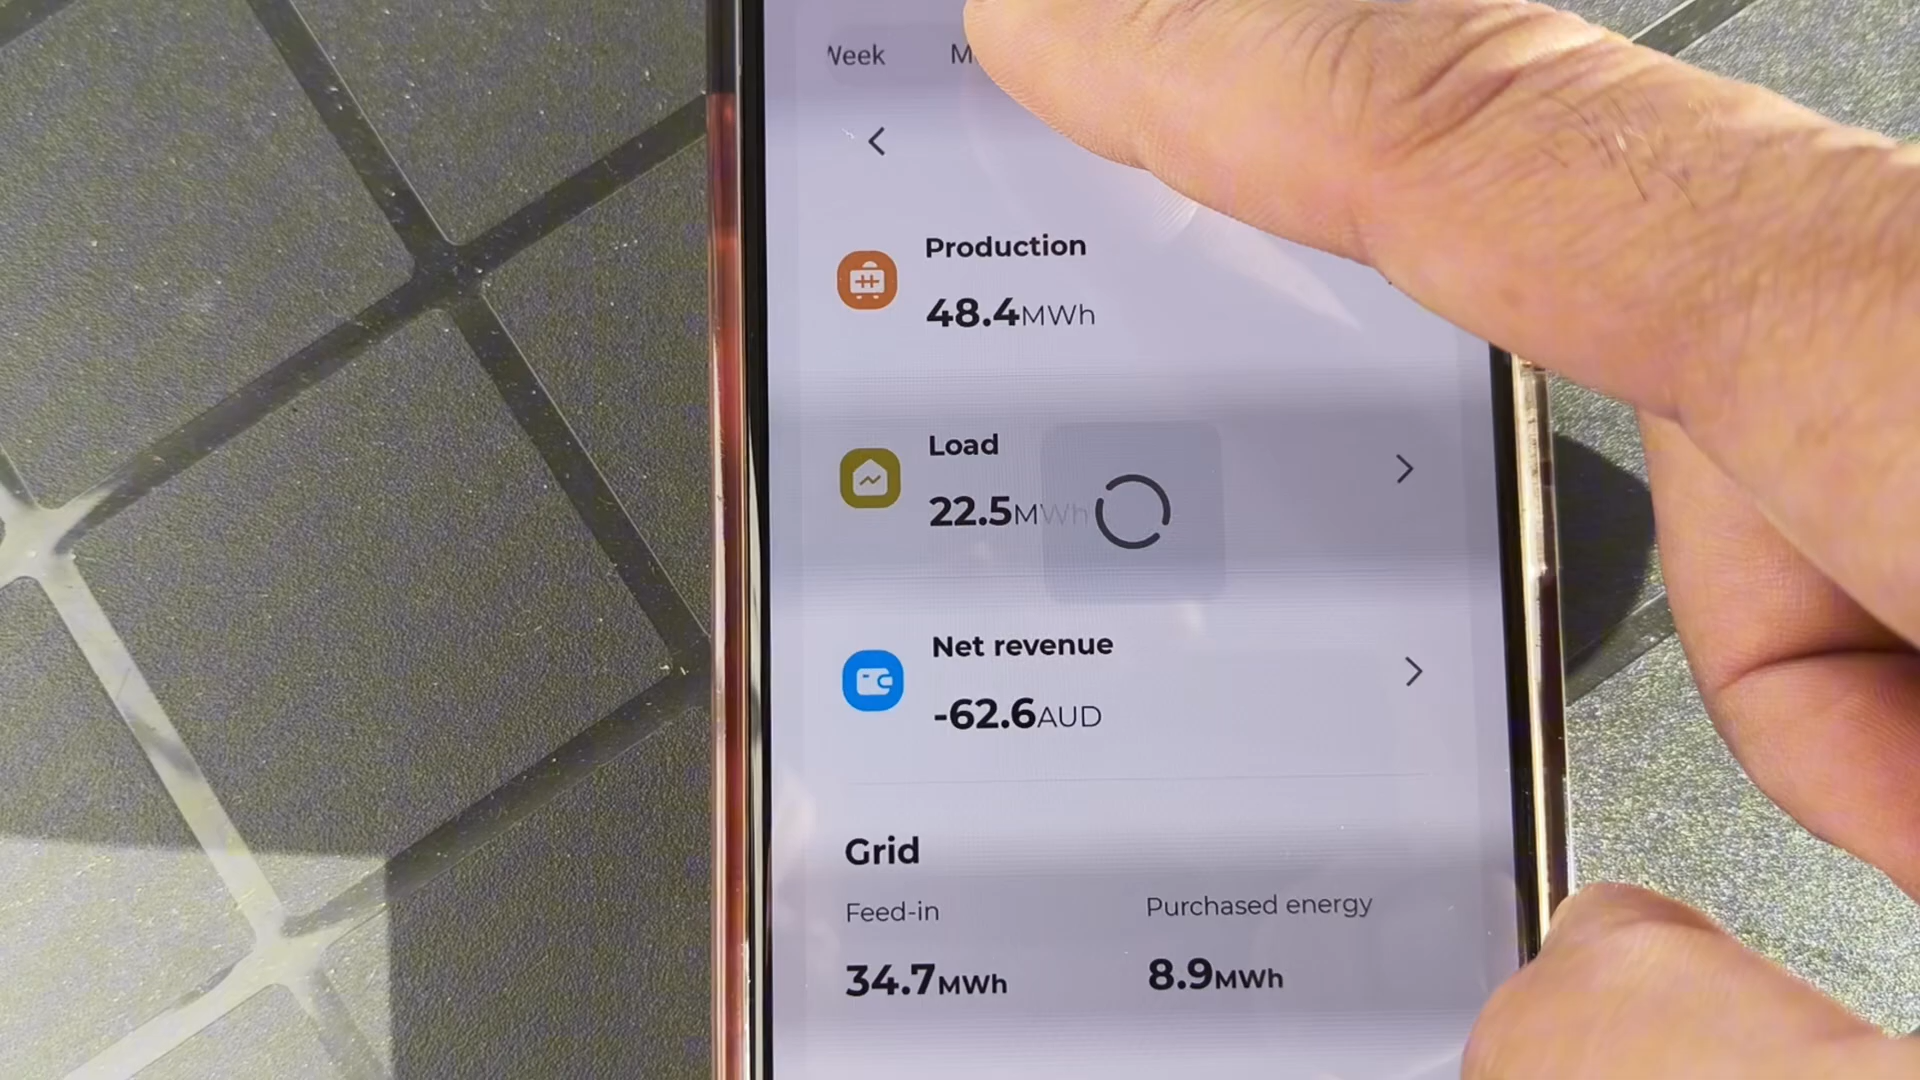 Week
Production
48.4MWh
Load
22.5MWh
Net revenue
-62.6AUD
Grid
Feed-in
Purchased energy
34.7MWh
8.9MWh